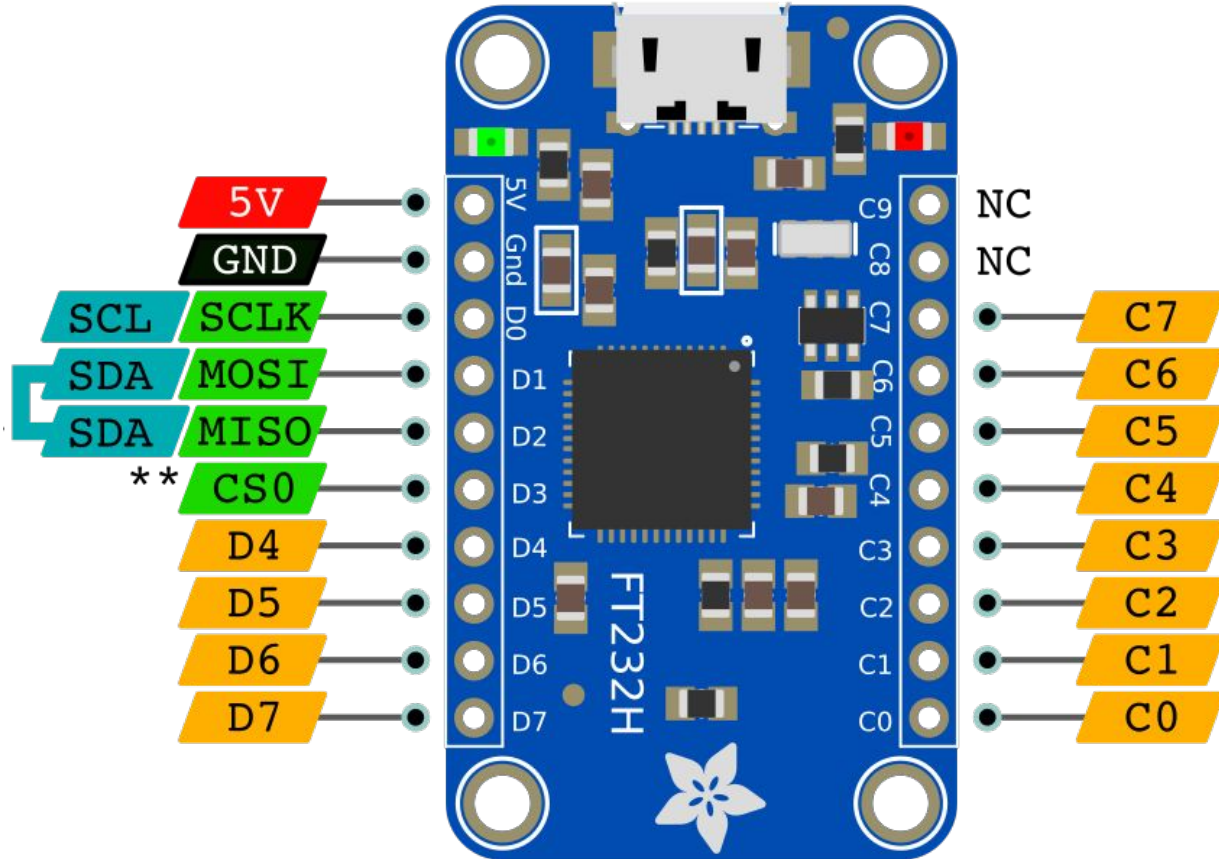 5V 5V C9 NC
GND Gnd C8 NC
SCL SCLK D0 C7 C7
SDA MOSI D1 C6 C6
SDA MISO D2 C5 C5
** CS0 D3 C4 C4
D4 D4 C3 C3
D5 D5 C2 C2
D6 D6 C1 C1
D7 D7 C0 C0
FT232H